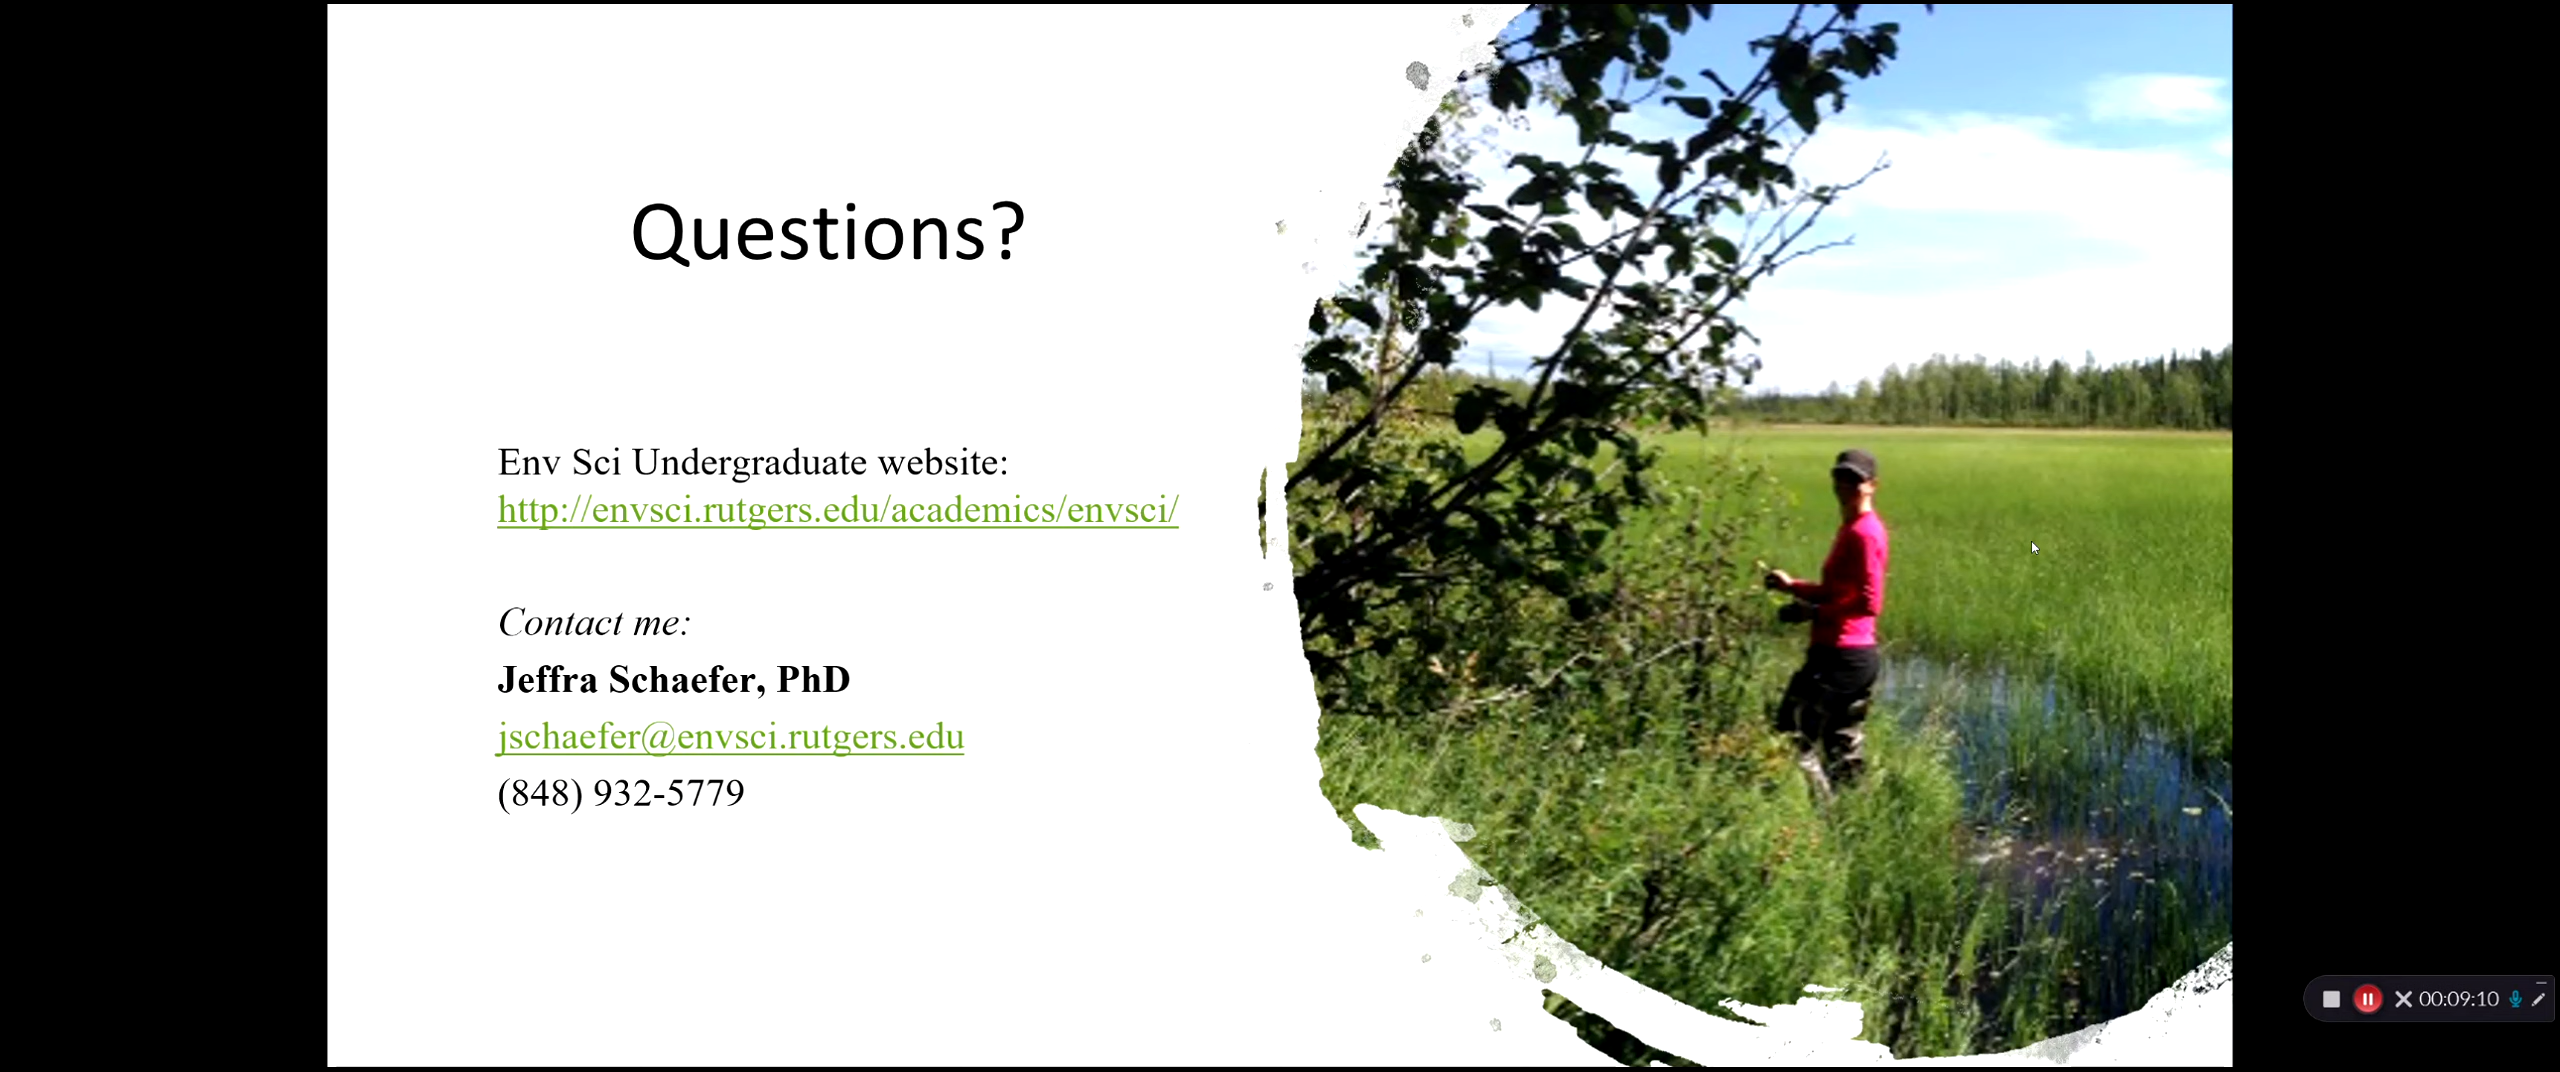 Questions?
Env Sci Undergraduate website:
http://envsci.rutgers.edu/academics/envsci/
Contact me:
Jeffra Schaefer, PhD
jschaefer@envsci.rutgers.edu
(848) 932-5779
00:09:10